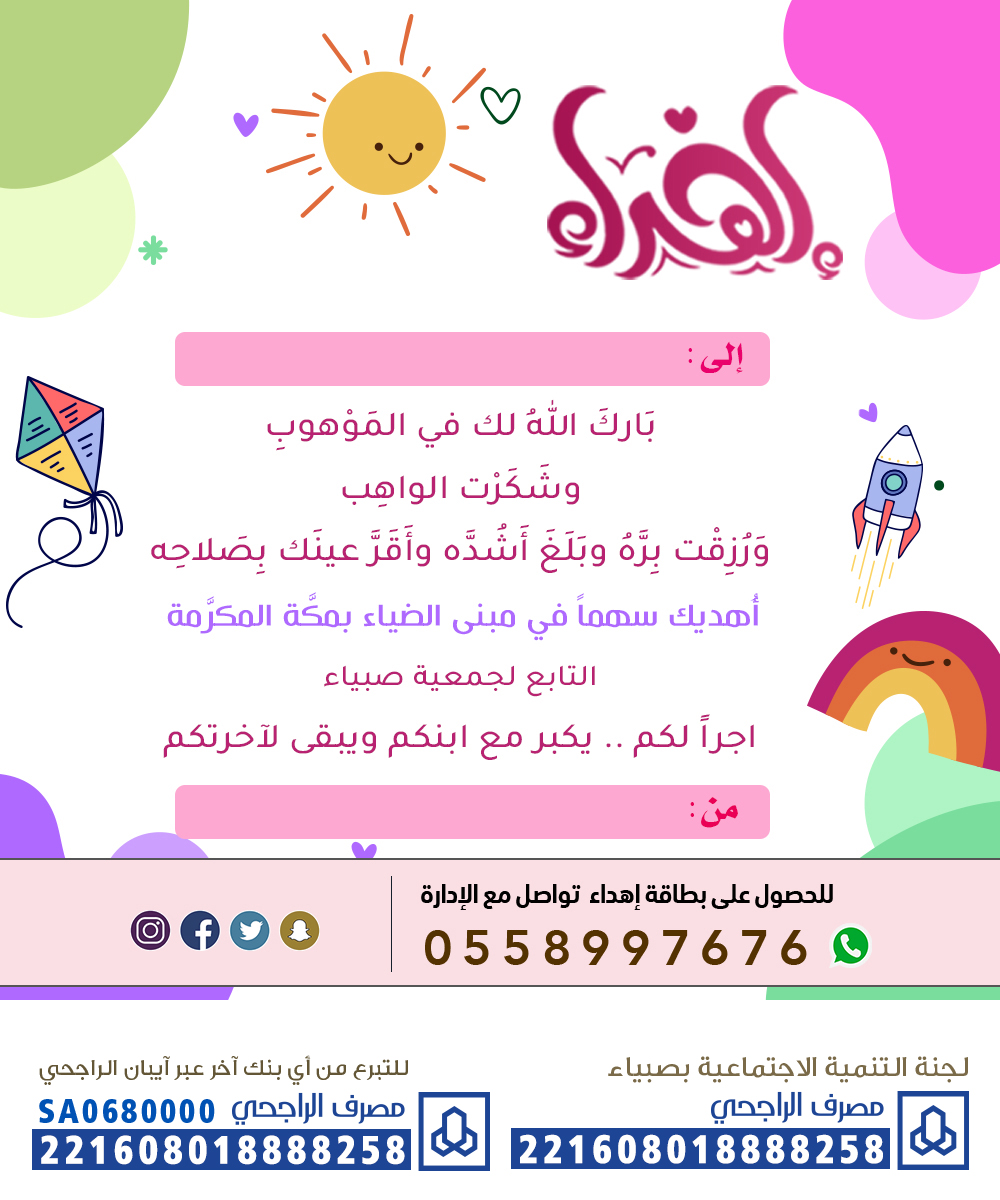 إهداء
إلى :
بَاركَ اللهُ لك في المَوْهوبِ
وشَكَرْت الواهِب
وَرُزِقْت بِرَّهُ وبَلَغَ أَشُدَّه وأَقَرَّ عينَك بِصَلاحِه
أُهديك سهماً في مبنى الضياء بمكَّة المكرَّمة
التابع لجمعية صبياء
اجراً لكم .. يكبر مع ابنكم ويبقى لآخرتكم
من :
للحصول على بطاقة إهداء تواصل مع الإدارة
0558997676
لجنة التنمية الاجتماعية بصبياء
مصرف الراجحي
221608018888258
للتبرع من أي بنك آخر عبر آيبان الراجحي
مصرف الراجحي SA0680000
221608018888258